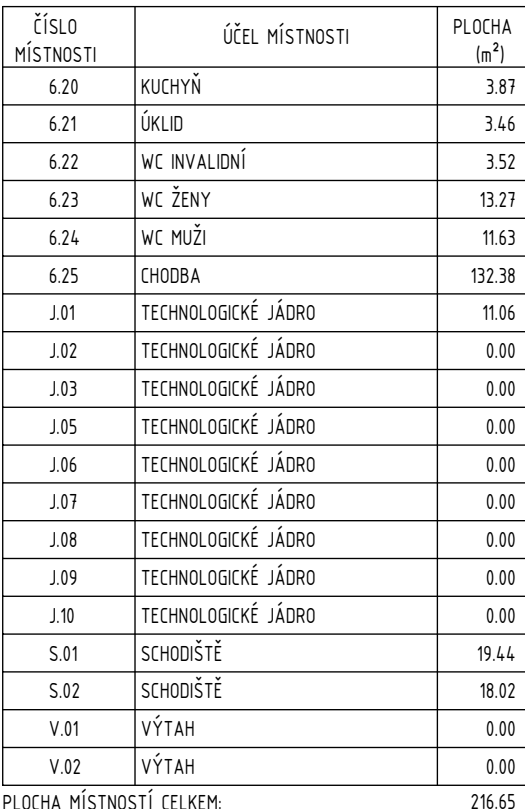 ČÍSLO MÍSTNOSTI ÚČEL MÍSTNOSTI PLOCHA (m²)
6.20 KUCHYŇ 3.87
6.21 ÚKLID 3.46
6.22 WC INVALIDNÍ 3.52
6.23 WC ŽENY 13.27
6.24 WC MUŽI 11.63
6.25 CHODBA 132.38
J.01 TECHNOLOGICKÉ JÁDRO 11.06
J.02 TECHNOLOGICKÉ JÁDRO 0.00
J.03 TECHNOLOGICKÉ JÁDRO 0.00
J.05 TECHNOLOGICKÉ JÁDRO 0.00
J.06 TECHNOLOGICKÉ JÁDRO 0.00
J.07 TECHNOLOGICKÉ JÁDRO 0.00
J.08 TECHNOLOGICKÉ JÁDRO 0.00
J.09 TECHNOLOGICKÉ JÁDRO 0.00
J.10 TECHNOLOGICKÉ JÁDRO 0.00
S.01 SCHODIŠTĚ 19.44
S.02 SCHODIŠTĚ 18.02
V.01 VÝTAH 0.00
V.02 VÝTAH 0.00
PLOCHA MÍSTNOSTÍ CELKEM: 216.65